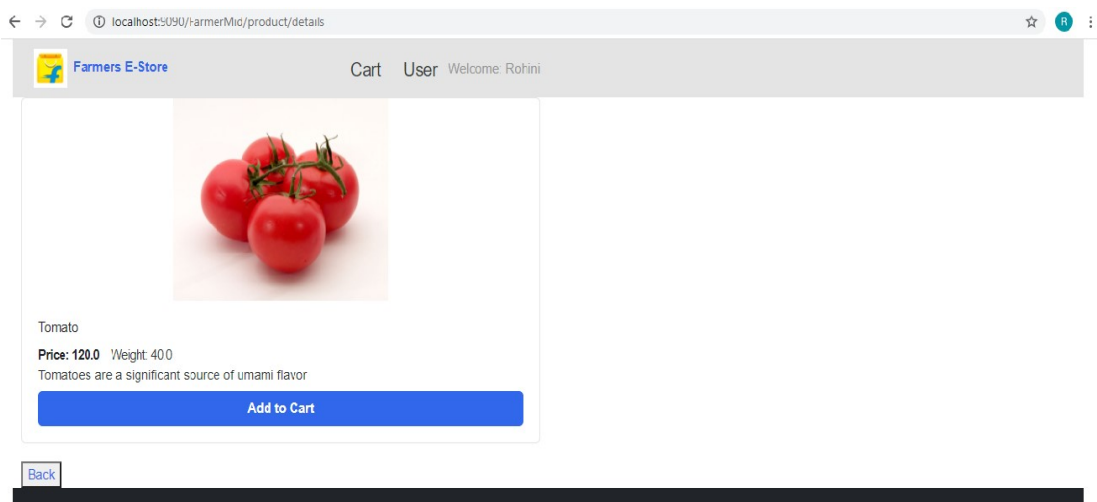 localhost:9090/FarmerMid/product/details
R
Farmers E-Store
Cart User Welcome: Rohini
Tomato
Price: 120.0 Weight: 40.0
Tomatoes are a significant source of umami flavor
Add to Cart
Back